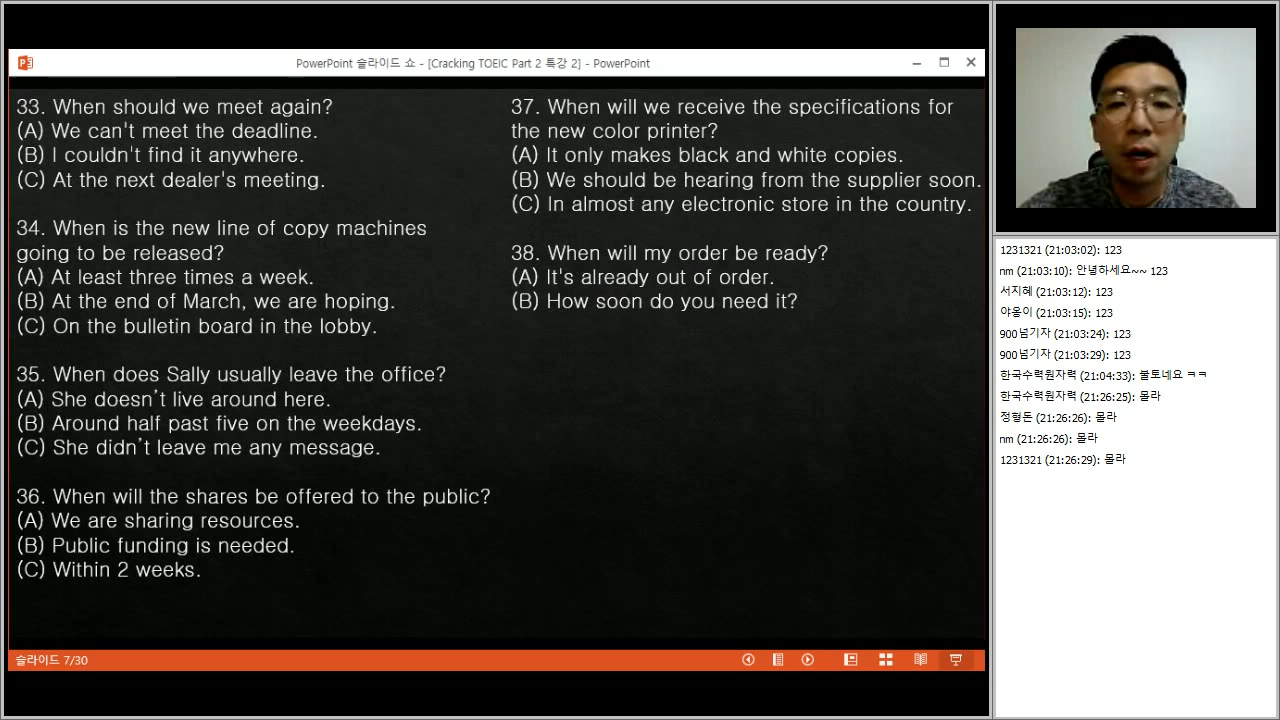 PowerPoint 슬라이드 쇼 - [Cracking TOEIC Part 2 특강 2] - PowerPoint
33. When should we meet again?
(A) We can't meet the deadline.
(B) I couldn't find it anywhere.
(C) At the next dealer's meeting.
34. When is the new line of copy machines
going to be released?
(A) At least three times a week.
(B) At the end of March, we are hoping.
(C) On the bulletin board in the lobby.
35. When does Sally usually leave the office?
(A) She doesn’t live around here.
(B) Around half past five on the weekdays.
(C) She didn’t leave me any message.
36. When will the shares be offered to the public?
(A) We are sharing resources.
(B) Public funding is needed.
(C) Within 2 weeks.
37. When will we receive the specifications for
the new color printer?
(A) It only makes black and white copies.
(B) We should be hearing from the supplier soon.
(C) In almost any electronic store in the country.
38. When will my order be ready?
(A) It's already out of order.
(B) How soon do you need it?
슬라이드 7/30
1231321 (21:03:02): 123
nm (21:03:10): 안녕하세요~~ 123
서지혜 (21:03:12): 123
야옹이 (21:03:15): 123
900넘기자 (21:03:24): 123
900넘기자 (21:03:29): 123
한국수력원자력 (21:04:33): 불토네요 ㅋㅋ
한국수력원자력 (21:26:25): 몰라
정형돈 (21:26:26): 몰라
nm (21:26:26): 몰라
1231321 (21:26:29): 몰라